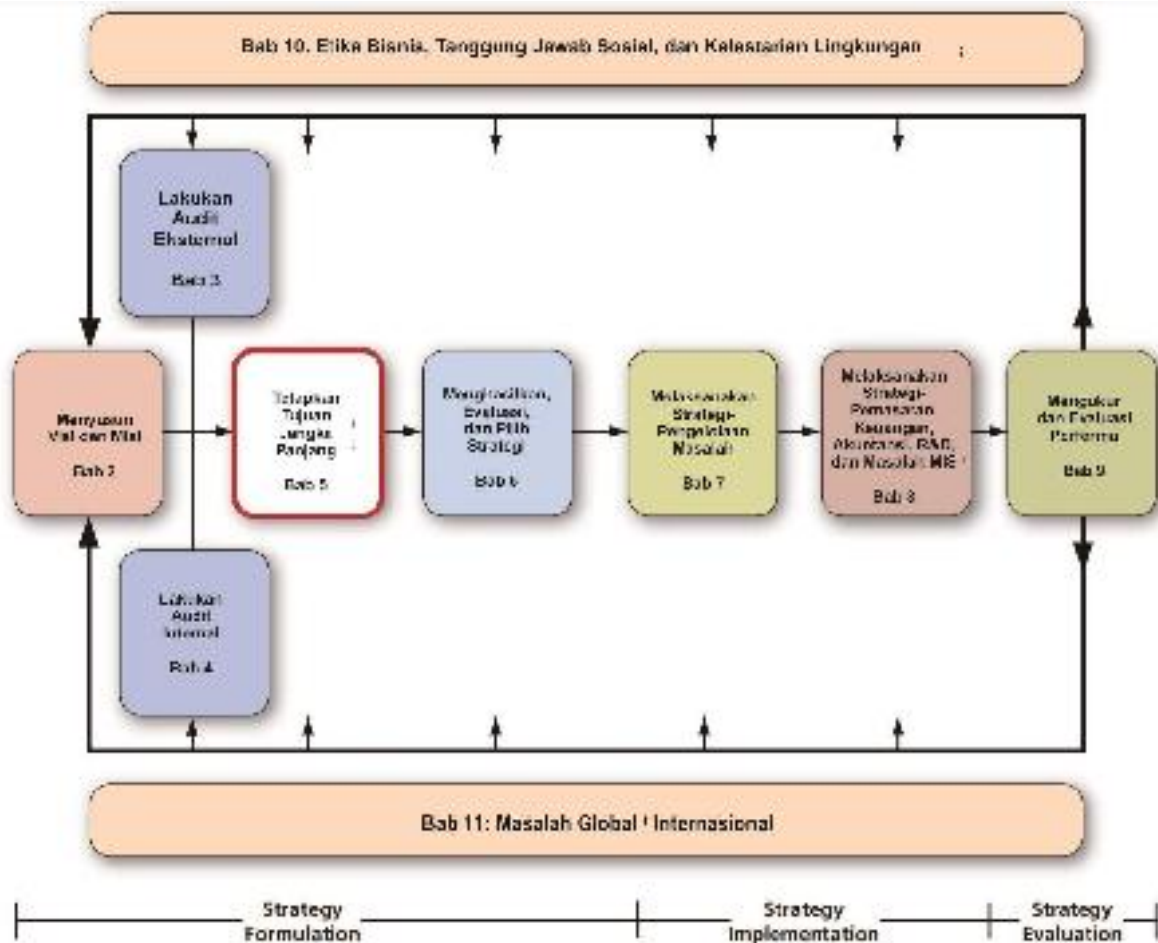 Bab 10. Etika Bisnis, Tanggung Jawab Sosial, dan Kelestarian Lingkungan
Lakukan
Audit
Eksternal
Bab 3
Menyusun
Visi dan Misi
Bab 2
Tetapkan
Tujuan
Jangka
Panjang
Bab 5
Menghasilkan,
Evaluasi,
dan Pilih
Strategi
Bab 6
Melaksanakan
Strategi-
Pengelolaan
Masalah
Bab 7
Melaksanakan
Strategi-
Pemasaran
Keuangan,
Akuntansi, R&D,
dan Masalah MIS
Bab 8
Mengukur
dan Evaluasi
Performa
Bab 9
Lakukan
Audit
Internal
Bab 4
Bab 11: Masalah Global Internasional
Strategy
Formulation
Strategy
Implementation
Strategy
Evaluation